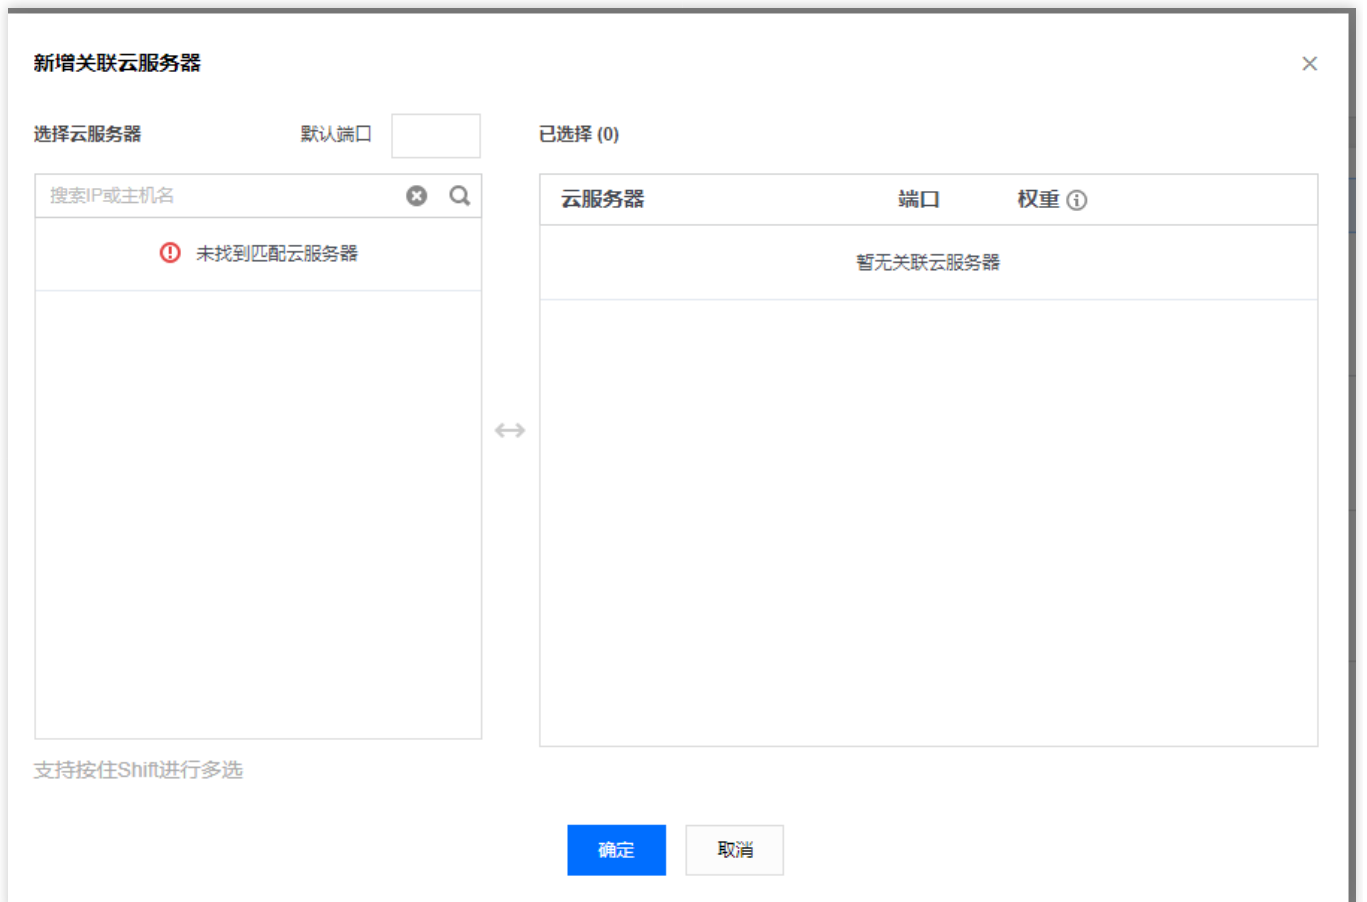 新增关联云服务器
选择云服务器 默认端口
已选择 (0)
搜索IP或主机名
云服务器 端口 权重
未找到匹配云服务器
暂无关联云服务器
支持按住Shift进行多选
确定 取消